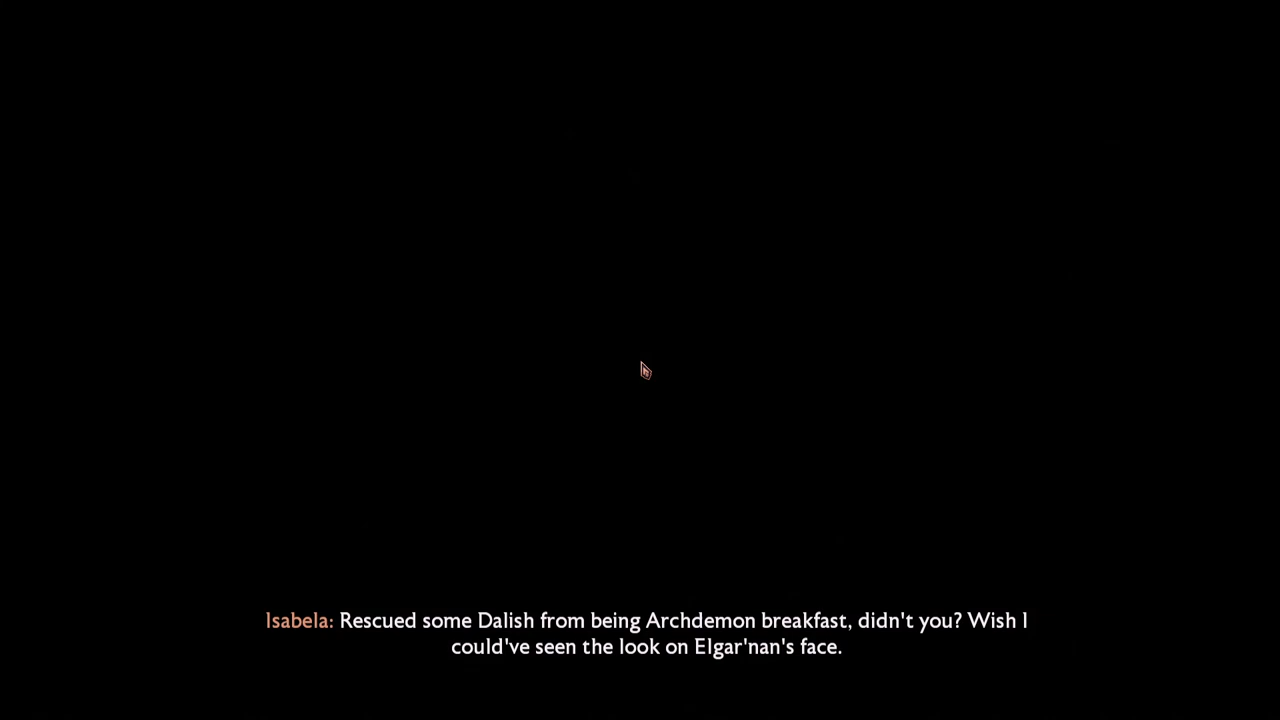 Isabela: Rescued some Dalish from being Archdemon breakfast, didn't you? Wish I
could've seen the look on Elgar'nan's face.